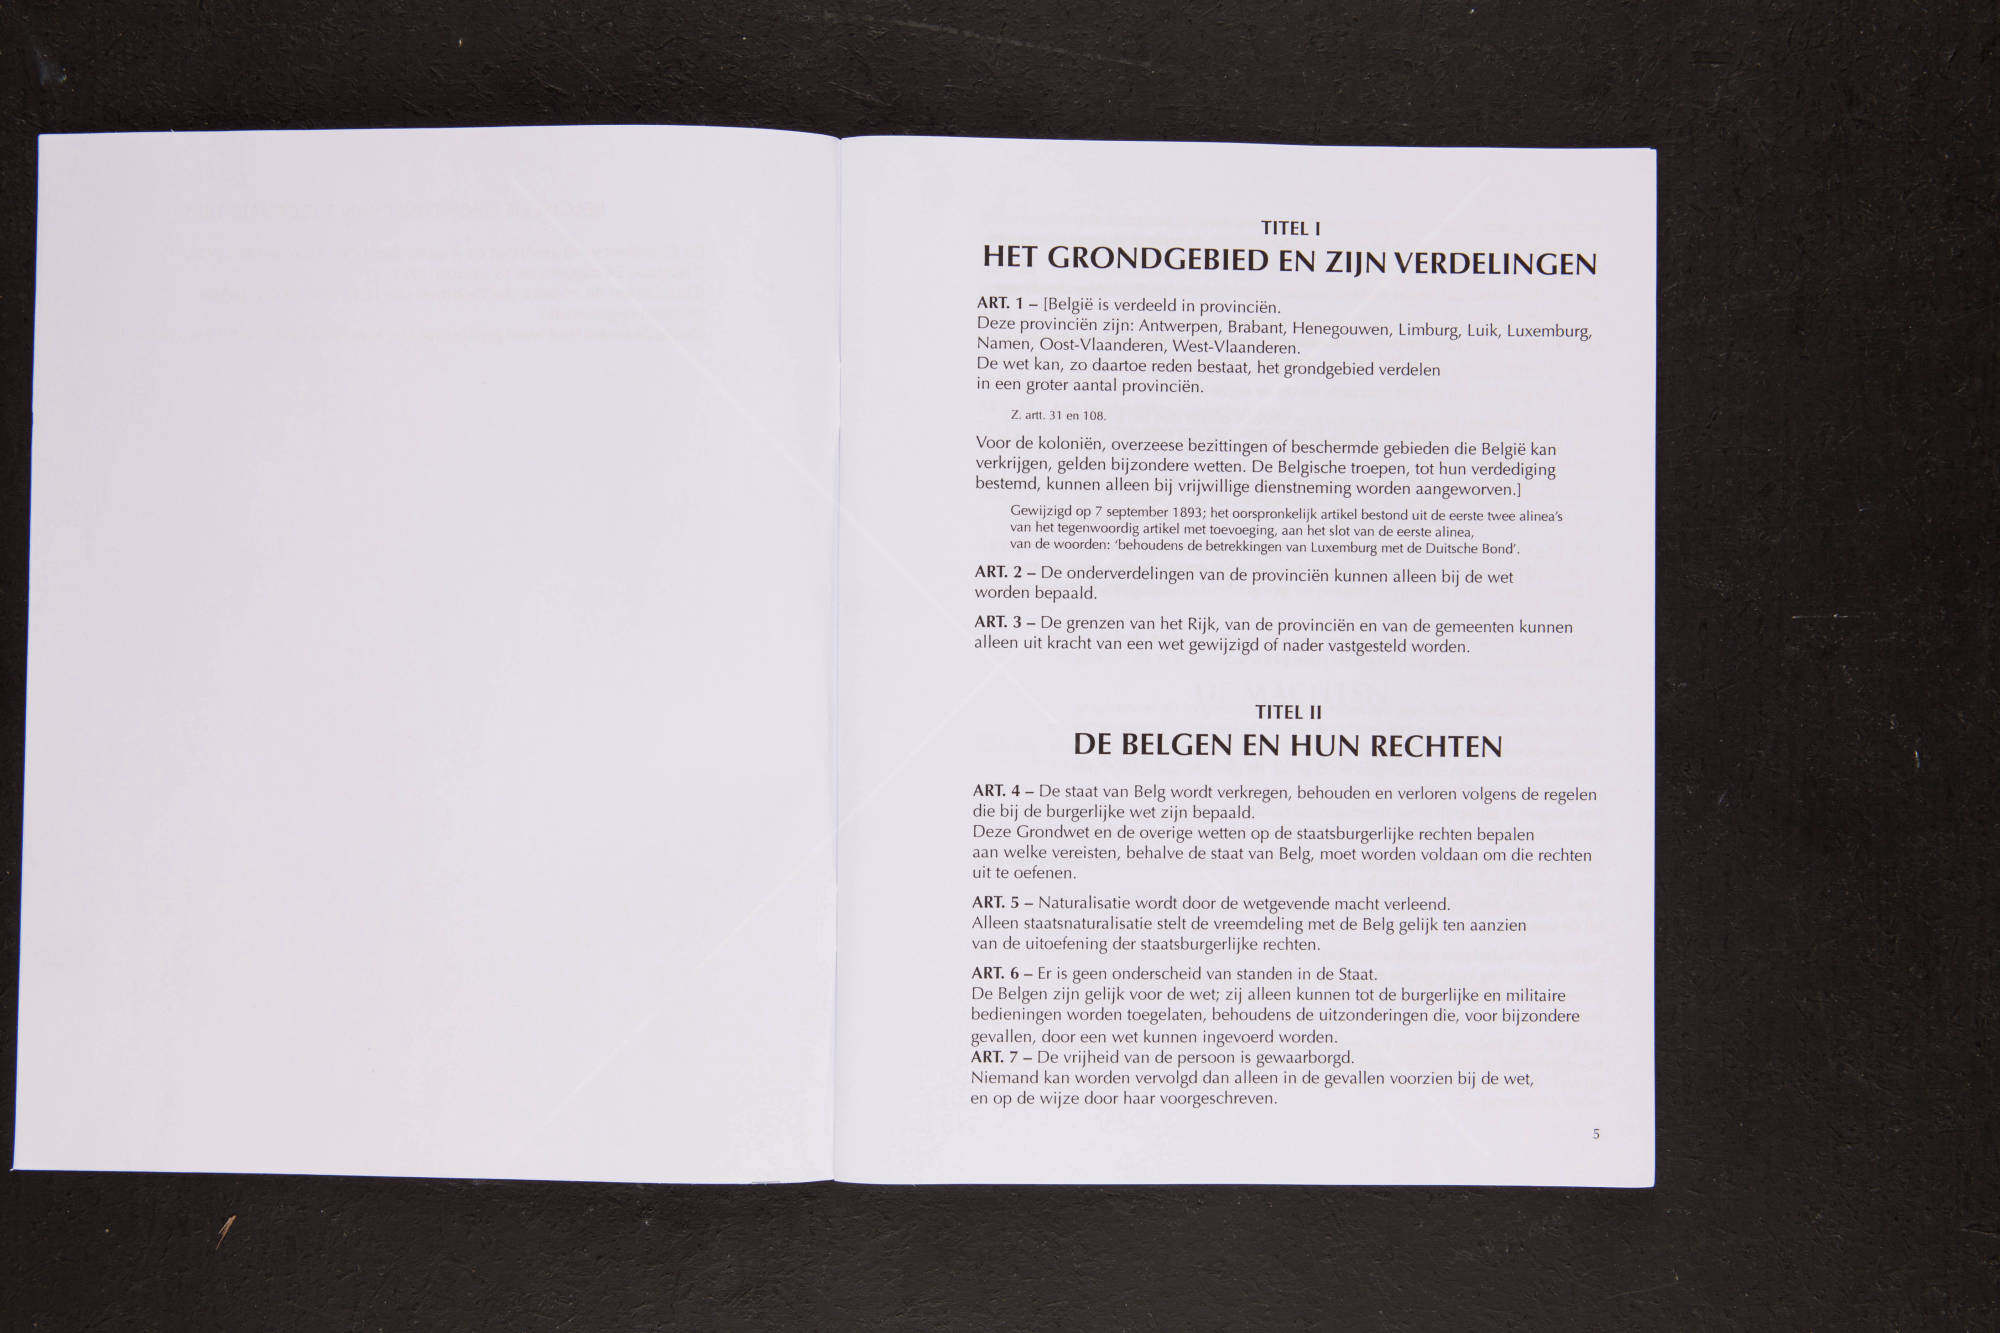 TITEL I
HET GRONDGEBIED EN ZIJN VERDELINGEN
ART. 1 – [België is verdeeld in provinciën.
Deze provinciën zijn: Antwerpen, Brabant, Henegouwen, Limburg, Luik, Luxemburg,
Namen, Oost-Vlaanderen, West-Vlaanderen.
De wet kan, zo daartoe reden bestaat, het grondgebied verdelen
in een groter aantal provinciën.
Z. artt. 31 en 108.
Voor de koloniën, overzeese bezittingen of beschermde gebieden die België kan
verkrijgen, gelden bijzondere wetten. De Belgische troepen, tot hun verdediging
bestemd, kunnen alleen bij vrijwillige dienstneming worden aangeworven.]
Gewijzigd op 7 september 1893; het oorspronkelijk artikel bestond uit de eerste twee alinea's
van het tegenwoordig artikel met toevoeging, aan het slot van de eerste alinea,
van de woorden: 'behoudens de betrekkingen van Luxemburg met de Duitsche Bond'.
ART. 2 – De onderverdelingen van de provinciën kunnen alleen bij de wet
worden bepaald.
ART. 3 – De grenzen van het Rijk, van de provinciën en van de gemeenten kunnen
alleen uit kracht van een wet gewijzigd of nader vastgesteld worden.
TITEL II
DE BELGEN EN HUN RECHTEN
ART. 4 – De staat van Belg wordt verkregen, behouden en verloren volgens de regelen
die bij de burgerlijke wet zijn bepaald.
Deze Grondwet en de overige wetten op de staatsburgerlijke rechten bepalen
aan welke vereisten, behalve de staat van Belg, moet worden voldaan om die rechten
uit te oefenen.
ART. 5 – Naturalisatie wordt door de wetgevende macht verleend.
Alleen staatsnaturalisatie stelt de vreemdeling met de Belg gelijk ten aanzien
van de uitoefening der staatsburgerlijke rechten.
ART. 6 – Er is geen onderscheid van standen in de Staat.
De Belgen zijn gelijk voor de wet; zij alleen kunnen tot de burgerlijke en militaire
bedieningen worden toegelaten, behoudens de uitzonderingen die, voor bijzondere
gevallen, door een wet kunnen ingevoerd worden.
ART. 7 – De vrijheid van de persoon is gewaarborgd.
Niemand kan worden vervolgd dan alleen in de gevallen voorzien bij de wet,
en op de wijze door haar voorgeschreven.
5